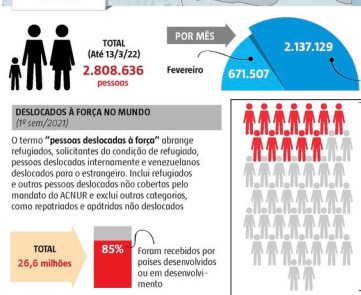 TOTAL
(Até 13/3/22)
2.808.636
pessoas
POR MÊS
Fevereiro
671.507
2.137.129
DESLOCADOS À FORÇA NO MUNDO
(1º sem/2021)
O termo "pessoas deslocadas à força" abrange
refugiados, solicitantes da condição de refugiado,
pessoas deslocadas internamente e venezuelanos
deslocados para o estrangeiro. Inclui refugiados
e outras pessoas deslocadas não cobertas pelo
mandato do ACNUR e exclui outras categorias,
como repatriados e apátridas não deslocados
TOTAL
26,6 milhões
85%
Foram recebidos por
países desenvolvidos
ou em desenvolvi-
mento